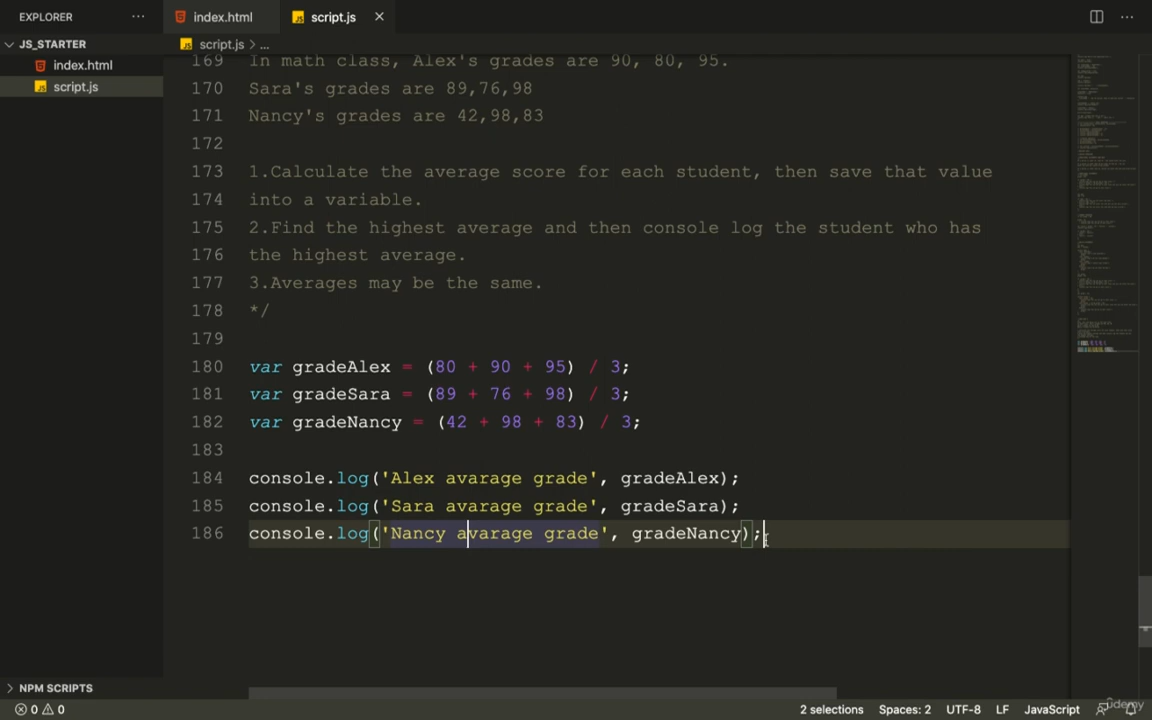 EXPLORER
index.html
script.js
JS_STARTER
script.js > ...
index.html
script.js
169 In math class, Alex's grades are 90, 80, 95.
170 Sara's grades are 89,76,98
171 Nancy's grades are 42,98,83
172
173 1.Calculate the average score for each student, then save that value
174 into a variable.
175 2.Find the highest average and then console log the student who has
176 the highest average.
177 3.Averages may be the same.
178 */
179
180 var gradeAlex = (80 + 90 + 95) / 3;
181 var gradeSara = (89 + 76 + 98) / 3;
182 var gradeNancy = (42 + 98 + 83) / 3;
183
184 console.log('Alex avarage grade', gradeAlex);
185 console.log('Sara avarage grade', gradeSara);
186 console.log('Nancy avarage grade', gradeNancy);
NPM SCRIPTS
0 0 2 selections Spaces: 2 UTF-8 LF JavaScript
Udemy